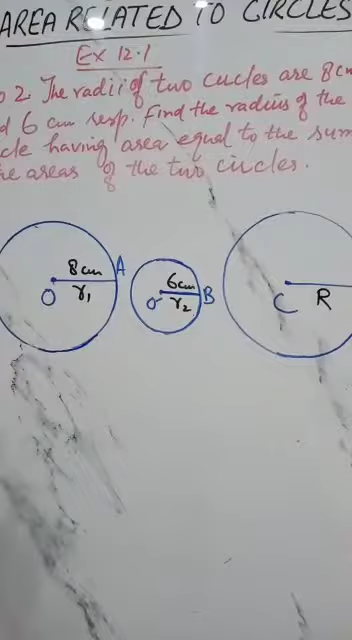 AREA RELATED TO CIRCLES
Ex 12.1
2. The radii of two circles are 8cm
6 cm resp. Find the radius of the
cle having area equal to the sum
he areas of the two circles.
8cm A
O r₁
6cm
O' r₂ B
C R